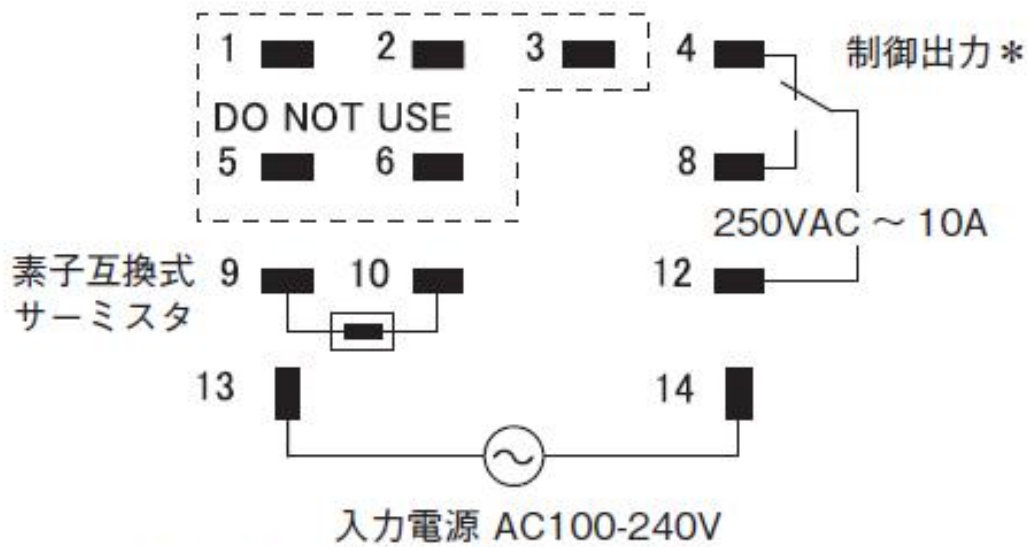 1 2 3 4 制御出力＊
DO NOT USE
5 6 8
250VAC ～ 10A
素子互換式 9 10 12
サーミスタ
13 14
入力電源 AC100-240V